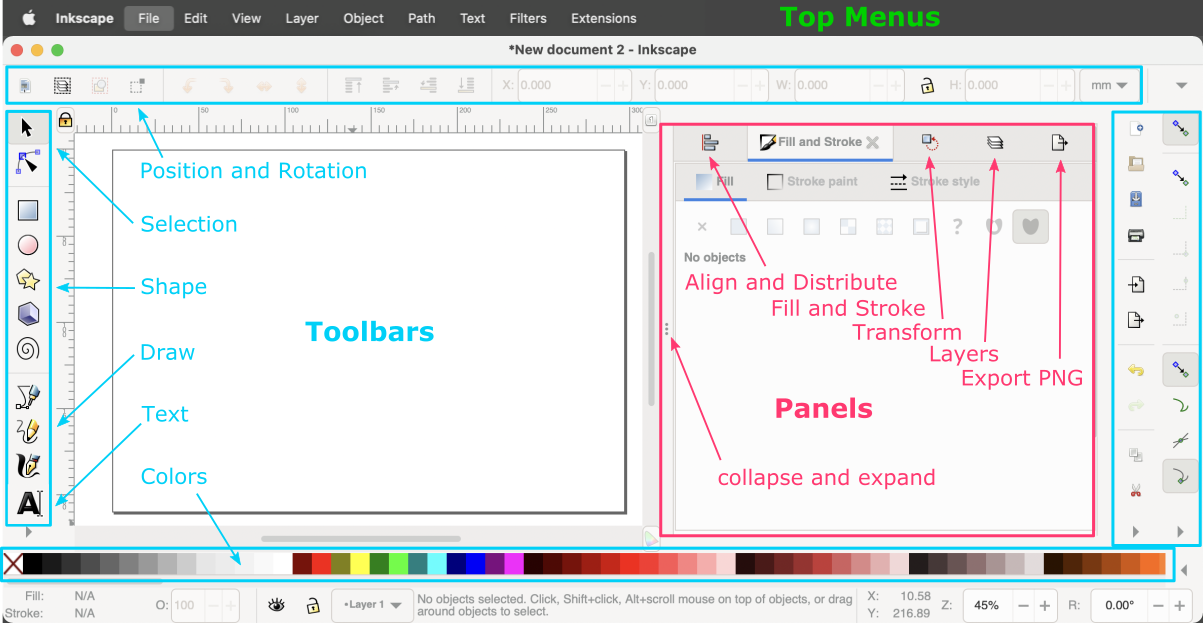 Inkscape File Edit View Layer Object Path Text Filters Extensions Top Menus
*New document 2 - Inkscape
X: 0.000 Y: 0.000 W: 0.000 H: 0.000 mm
0 50 100 150 200 250 300
Fill and Stroke
Position and Rotation
Fill Stroke paint Stroke style
Selection
?
No objects
Align and Distribute
Shape
Fill and Stroke
Toolbars
Transform
Draw
Layers
Export PNG
Text
Panels
Colors
collapse and expand
A
Fill: N/A
Stroke: N/A
O: 100
•Layer 1
No objects selected. Click, Shift+click, Alt+scroll mouse on top of objects, or drag
around objects to select.
X: 10.58
Y: 216.89
Z: 45%
R: 0.00°